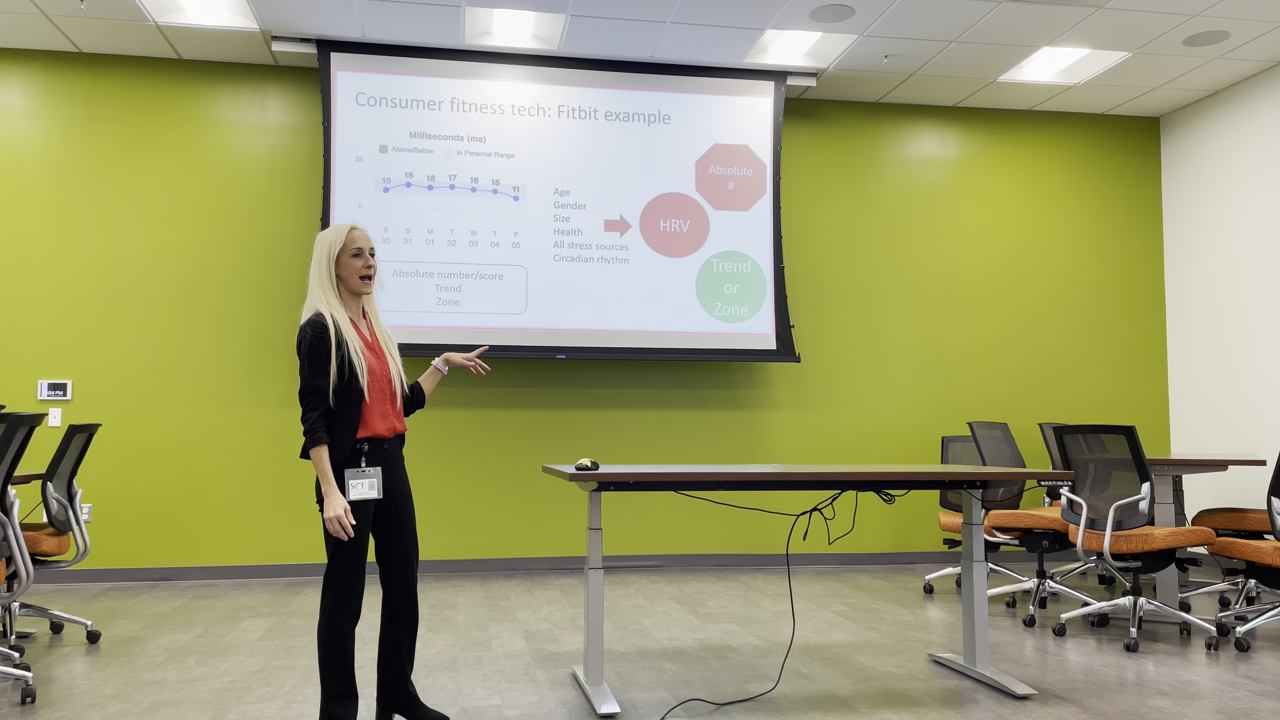 Consumer fitness tech: Fitbit example
Milliseconds (ms)
Above/Below In Personal Range
18 16 17 16 15 11
S S M T W T F
30 31 01 02 03 04 05
Absolute number/score
Trend
Zone
Age
Gender
Size
Health
All stress sources
Circadian rhythm
HRV
Absolute
#
Trend
or
Zone